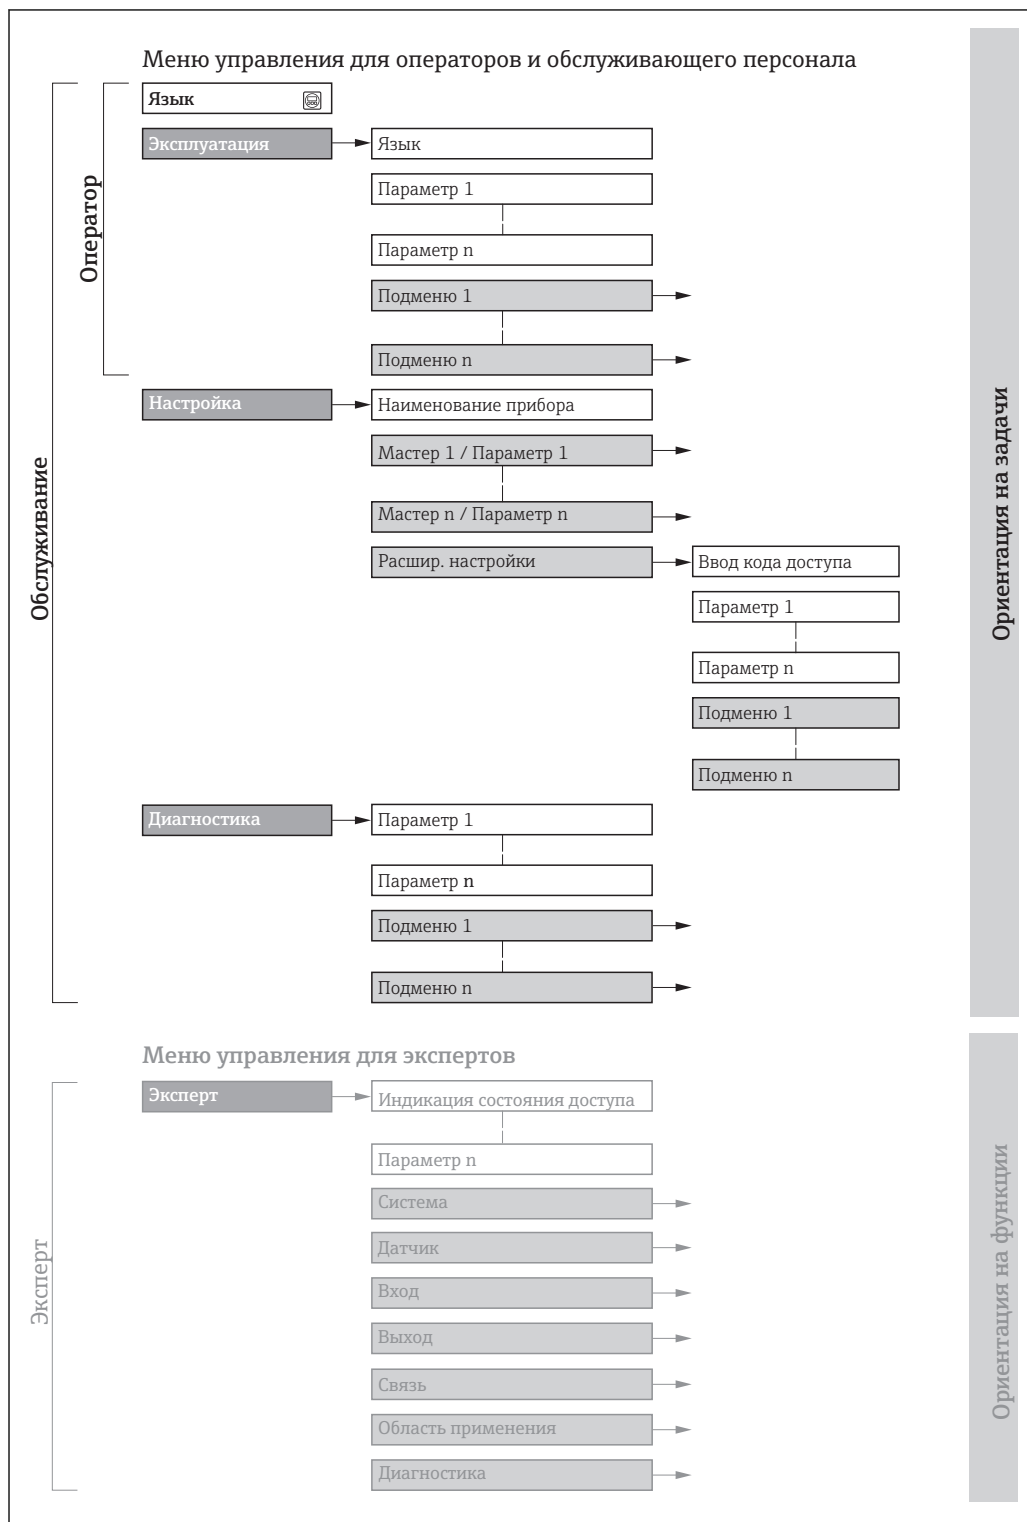 Меню управления для операторов и обслуживающего персонала
Язык
Эксплуатация
Язык
Параметр 1
Параметр n
Подменю 1
Подменю n
Оператор
Настройка
Наименование прибора
Мастер 1 / Параметр 1
Мастер n / Параметр n
Расшир. настройки
Ввод кода доступа
Параметр 1
Параметр n
Подменю 1
Подменю n
Диагностика
Параметр 1
Параметр n
Подменю 1
Подменю n
Обслуживание
Ориентация на задачи
Меню управления для экспертов
Эксперт
Индикация состояния доступа
Параметр n
Система
Датчик
Вход
Выход
Связь
Область применения
Диагностика
Эксперт
Ориентация на функции